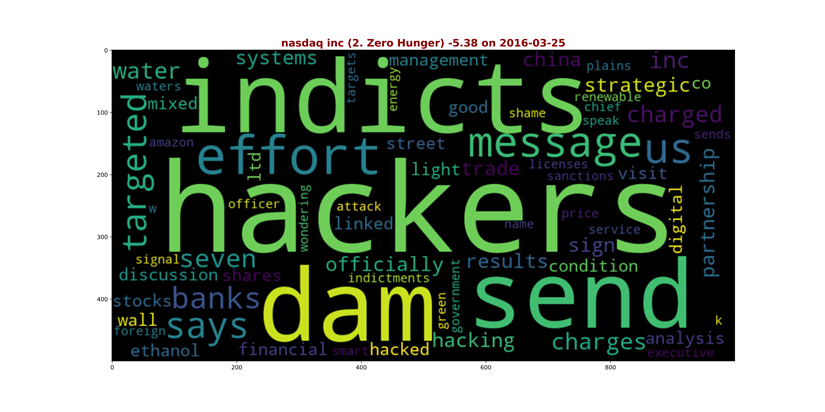 nasdaq inc (2. Zero Hunger) -5.38 on 2016-03-25
0
systems
management
china
plains
inc
water
waters
targets
energy
indicts
strategic
co
renewable
mixed
100
good
shame
chief
speak
charged
targeted
amazon
effort
street
message
us
sends
ltd
light
trade
licenses
sanctions
visit
partnership
200
w
hackers
officer
attack
wondering
linked
name
price
service
digital
300
sign
signal
seven
officially
results
condition
discussion
shares
indictments
government
green
400
stocks
banks
dam
send
wall
foreign
says
k
ethanol
financial
smart
hacked
hacking
charges
analysis
executive
0
200
400
600
800